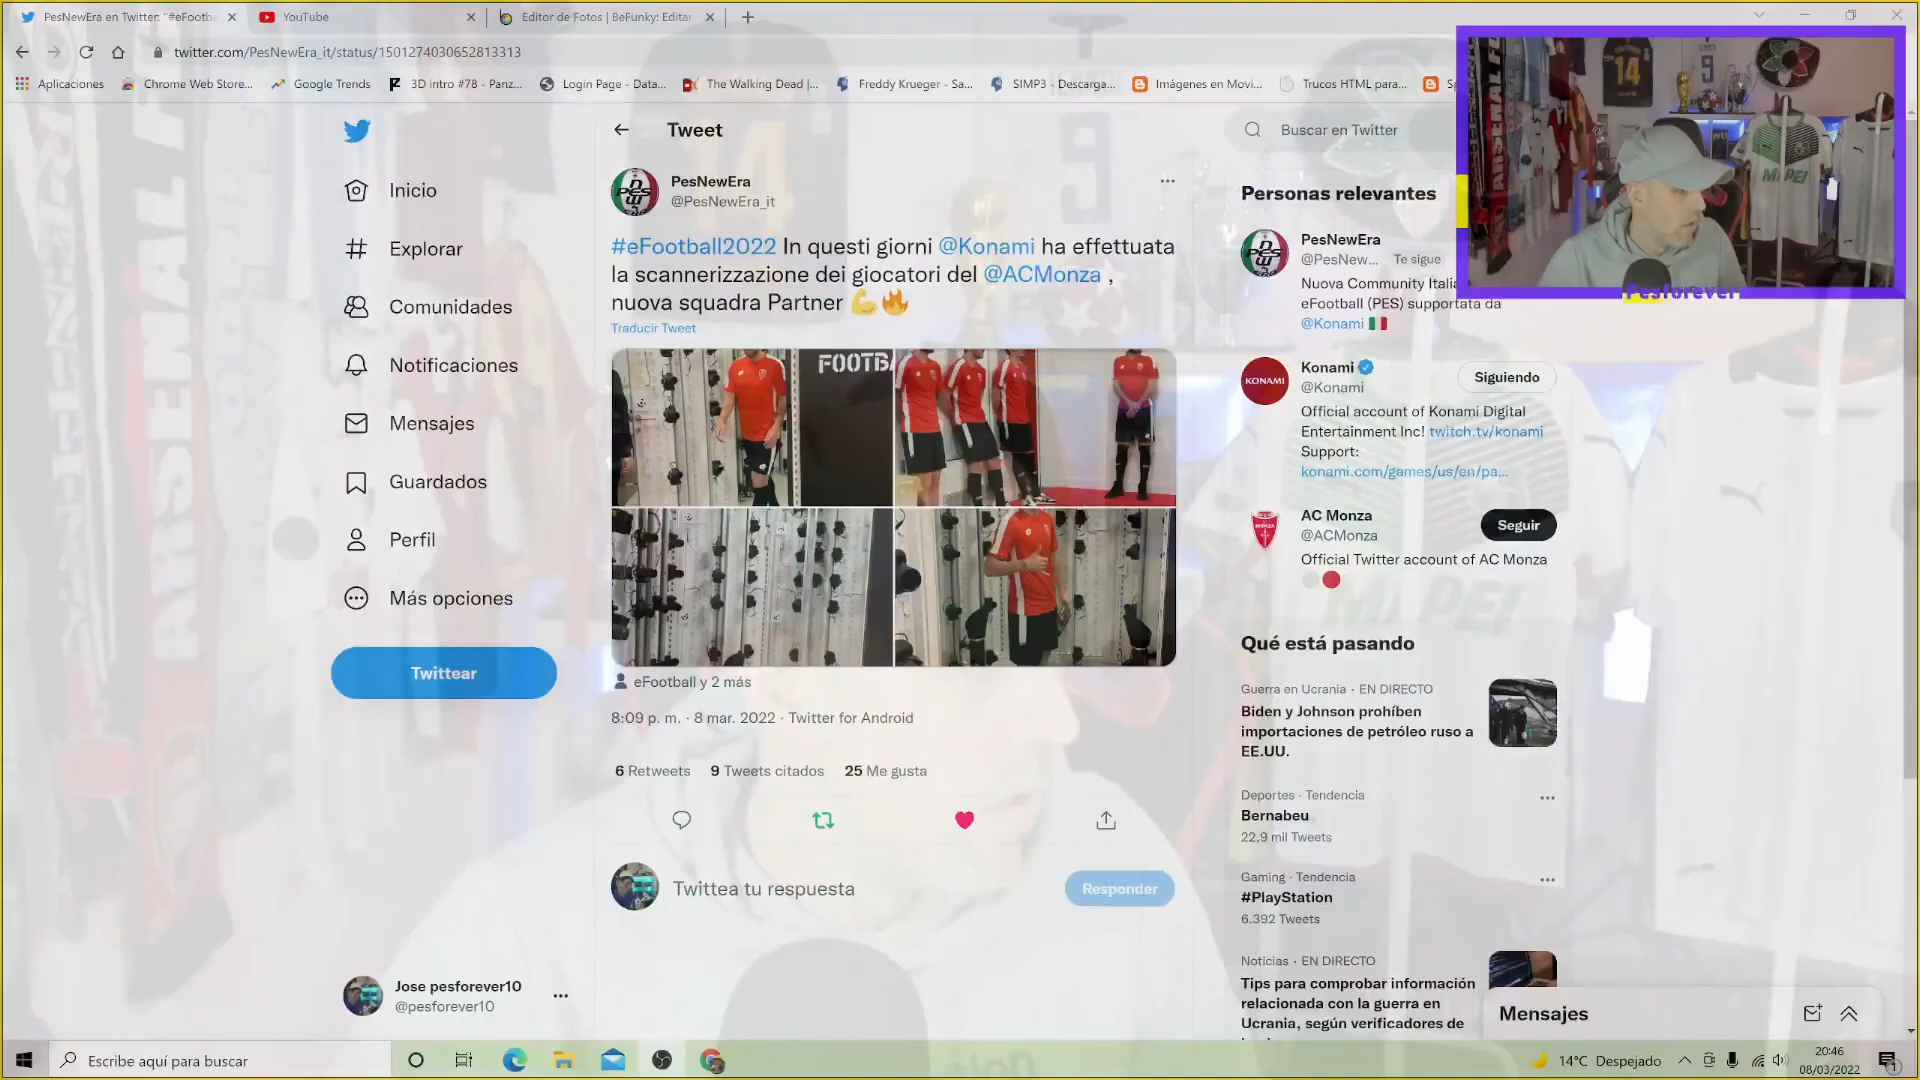 PesNewEra en Twitter: "#eFootba
YouTube
Editor de Fotos | BeFunky: Editar
twitter.com/PesNewEra_it/status/1501274030652813313
Aplicaciones
Chrome Web Store...
Google Trends
3D intro #78 - Panz...
Login Page - Data...
The Walking Dead |...
Freddy Krueger - Sa...
SIMP3 - Descarga...
Imágenes en Movi...
Trucos HTML para...
Inicio
Explorar
Comunidades
Notificaciones
Mensajes
Guardados
Perfil
Más opciones
Twittear
Jose pesforever10
@pesforever10
Tweet
PesNewEra
@PesNewEra_it
#eFootball2022 In questi giorni @Konami ha effettuata
la scannerizzazione dei giocatori del @ACMonza ,
nuova squadra Partner 💪🔥
Traducir Tweet
FOOTBA
eFootball y 2 más
8:09 p. m. · 8 mar. 2022 · Twitter for Android
6 Retweets 9 Tweets citados 25 Me gusta
Twittea tu respuesta
Responder
Buscar en Twitter
Personas relevantes
PesNewEra
@PesNew... Te sigue
Nuova Community Italia
eFootball (PES) supportata da
@Konami 🇮🇹
KONAMI
Konami
@Konami
Siguiendo
Official account of Konami Digital
Entertainment Inc! twitch.tv/konami
Support:
konami.com/games/us/en/pa...
AC Monza
@ACMonza
Seguir
Official Twitter account of AC Monza
Qué está pasando
Guerra en Ucrania · EN DIRECTO
Biden y Johnson prohíben
importaciones de petróleo ruso a
EE.UU.
Deportes · Tendencia
Bernabeu
22,9 mil Tweets
Gaming · Tendencia
#PlayStation
6.392 Tweets
Noticias · EN DIRECTO
Tips para comprobar información
relacionada con la guerra en
Ucrania, según verificadores de
Mensajes
14
9
MAPEI
Pesforever
ARSENAL
Escribe aquí para buscar
14°C Despejado
20:46
08/03/2022